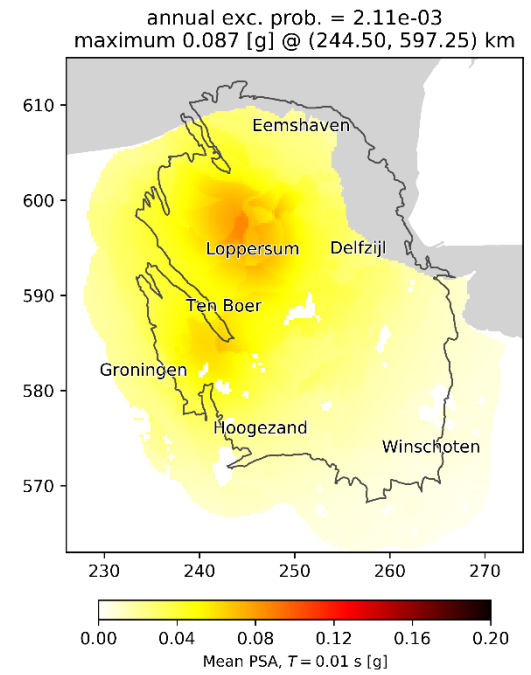 annual exc. prob. = 2.11e-03
maximum 0.087 [g] @ (244.50, 597.25) km
610
Eemshaven
600
Loppersum Delfzijl
590
Ten Boer
Groningen
580
Hoogezand
Winschoten
570
230 240 250 260 270
0.00 0.04 0.08 0.12 0.16 0.20
Mean PSA, T = 0.01 s [g]